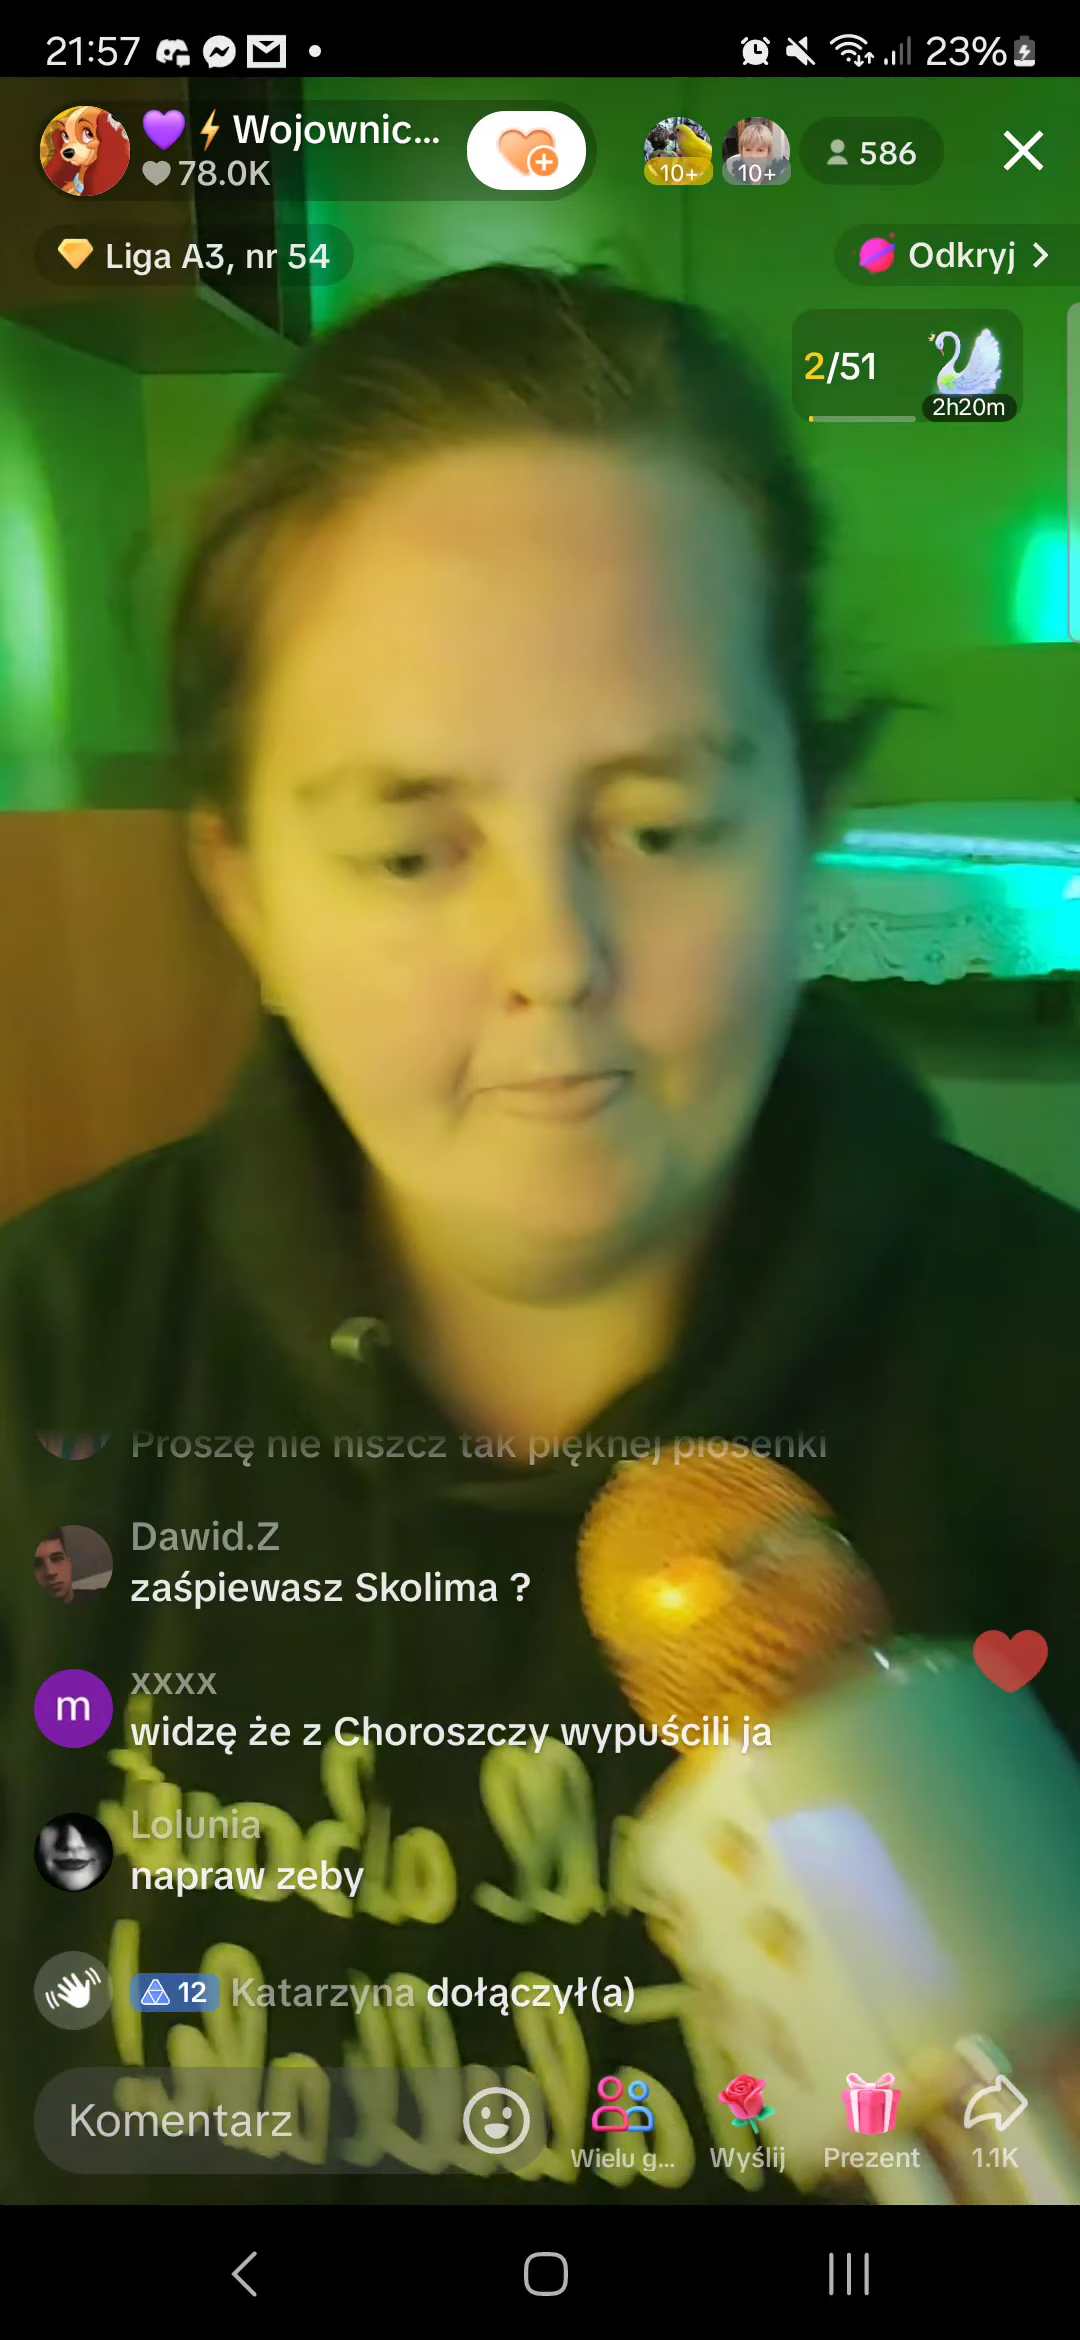 21:57 23%
💜⚡Wojownic...
78.0K
10+ 10+ 586
Liga A3, nr 54
Odkryj >
2/51
2h20m
Proszę nie niszcz tak pięknej piosenki
Dawid.Z
zaśpiewasz Skolima ?
xxxx
m
widzę że z Choroszczy wypuścili ja
Lolunia
napraw zeby
12 Katarzyna dołączył(a)
Komentarz
Wielu g... Wyślij Prezent 1.1K